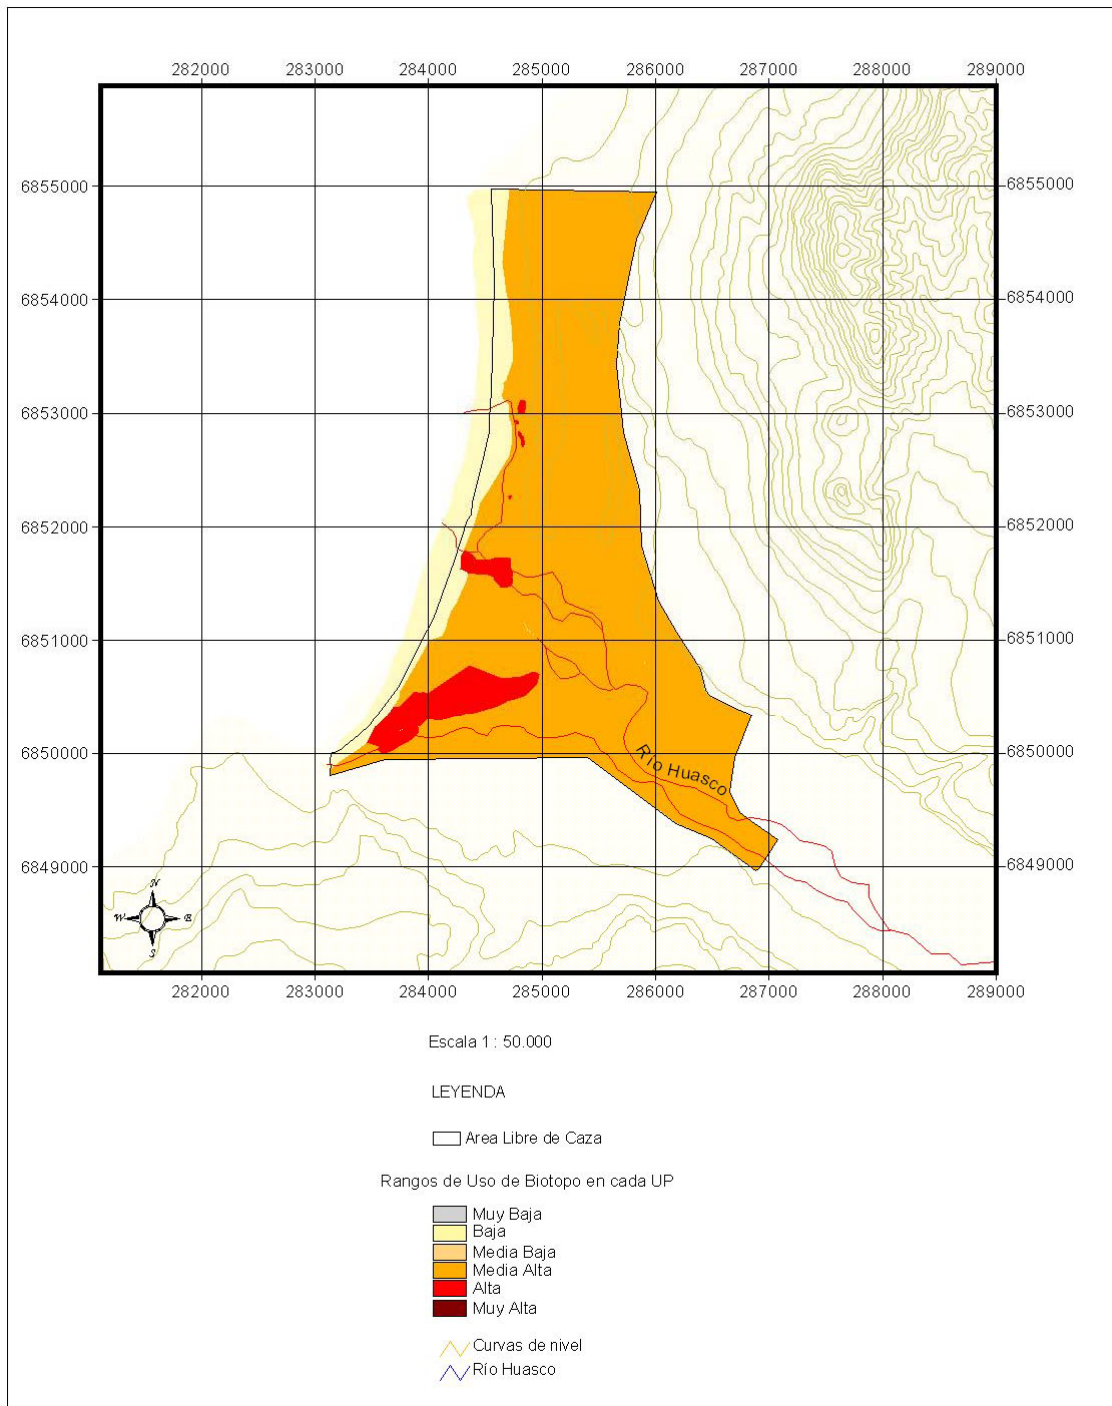 282000 283000 284000 285000 286000 287000 288000 289000
6855000 6855000
6854000 6854000
6853000 6853000
6852000 6852000
6851000 6851000
6850000 6850000
Río Huasco
6849000 6849000
N
W E
S
282000 283000 284000 285000 286000 287000 288000 289000
Escala 1 : 50.000
LEYENDA
Area Libre de Caza
Rangos de Uso de Biotopo en cada UP
Muy Baja
Baja
Media Baja
Media Alta
Alta
Muy Alta
Curvas de nivel
Río Huasco